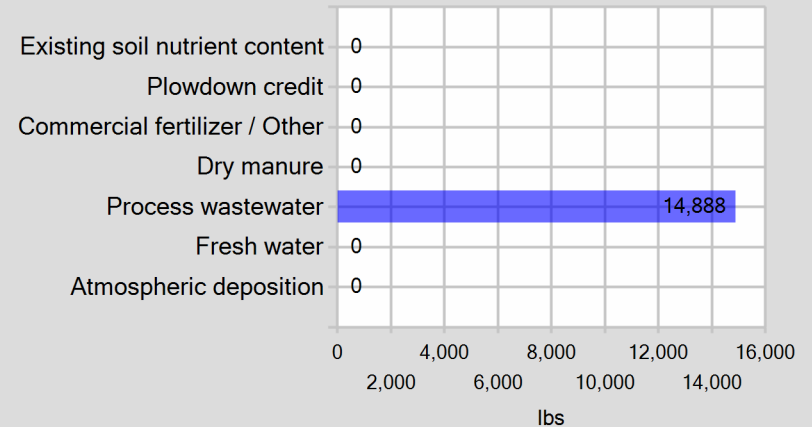 Existing soil nutrient content 0
Plowdown credit 0
Commercial fertilizer / Other 0
Dry manure 0
Process wastewater 14,888
Fresh water 0
Atmospheric deposition 0
0 4,000 8,000 12,000 16,000
2,000 6,000 10,000 14,000
lbs